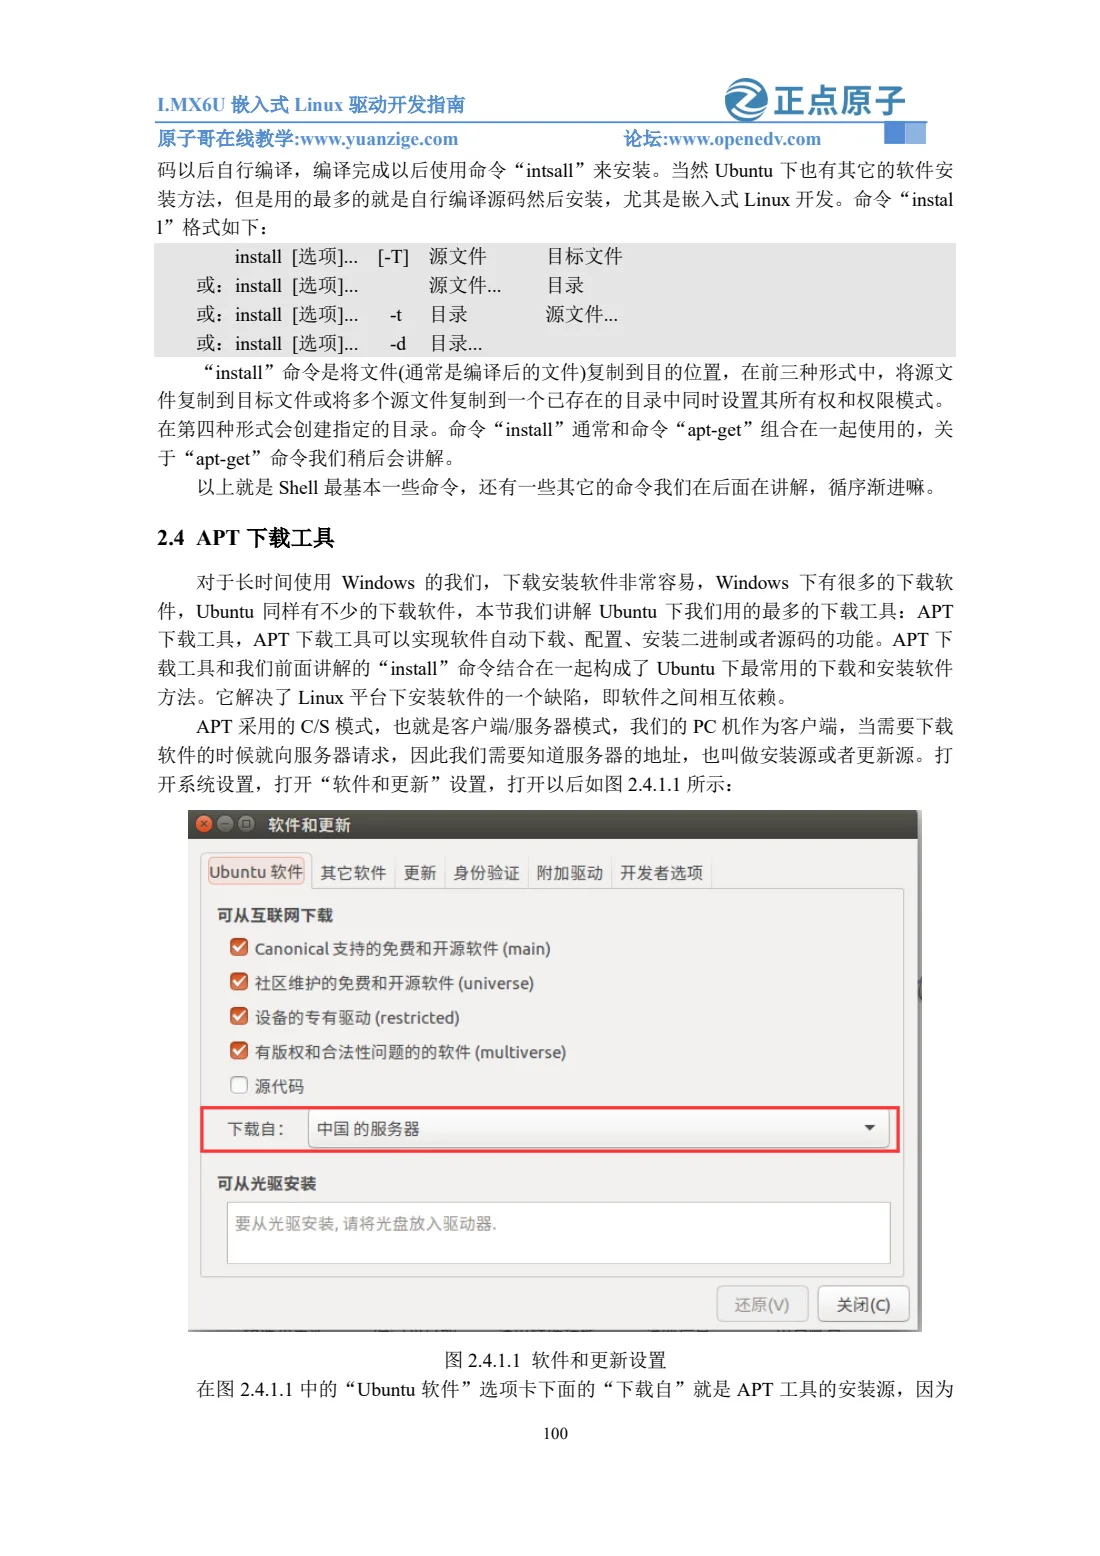 I.MX6U 嵌入式 Linux 驱动开发指南
正点原子
原子哥在线教学:www.yuanzige.com 论坛:www.openedv.com
码以后自行编译，编译完成以后使用命令“intsall”来安装。当然 Ubuntu 下也有其它的软件安
装方法，但是用的最多的就是自行编译源码然后安装，尤其是嵌入式 Linux 开发。命令“instal
l”格式如下：
install [选项]... [-T] 源文件 目标文件
或：install [选项]... 源文件... 目录
或：install [选项]... -t 目录 源文件...
或：install [选项]... -d 目录...
“install”命令是将文件(通常是编译后的文件)复制到目的位置，在前三种形式中，将源文
件复制到目标文件或将多个源文件复制到一个已存在的目录中同时设置其所有权和权限模式。
在第四种形式会创建指定的目录。命令“install”通常和命令“apt-get”组合在一起使用的，关
于“apt-get”命令我们稍后会讲解。
以上就是 Shell 最基本一些命令，还有一些其它的命令我们在后面在讲解，循序渐进嘛。
2.4 APT 下载工具
对于长时间使用 Windows 的我们，下载安装软件非常容易，Windows 下有很多的下载软
件，Ubuntu 同样有不少的下载软件，本节我们讲解 Ubuntu 下我们用的最多的下载工具：APT
下载工具，APT 下载工具可以实现软件自动下载、配置、安装二进制或者源码的功能。APT 下
载工具和我们前面讲解的“install”命令结合在一起构成了 Ubuntu 下最常用的下载和安装软件
方法。它解决了 Linux 平台下安装软件的一个缺陷，即软件之间相互依赖。
APT 采用的 C/S 模式，也就是客户端/服务器模式，我们的 PC 机作为客户端，当需要下载
软件的时候就向服务器请求，因此我们需要知道服务器的地址，也叫做安装源或者更新源。打
开系统设置，打开“软件和更新”设置，打开以后如图 2.4.1.1 所示：
软件和更新
Ubuntu 软件 其它软件 更新 身份验证 附加驱动 开发者选项
可从互联网下载
Canonical 支持的免费和开源软件 (main)
社区维护的免费和开源软件 (universe)
设备的专有驱动 (restricted)
有版权和合法性问题的的软件 (multiverse)
源代码
下载自： 中国 的服务器
可从光驱安装
要从光驱安装, 请将光盘放入驱动器.
还原(V) 关闭(C)
图 2.4.1.1 软件和更新设置
在图 2.4.1.1 中的“Ubuntu 软件”选项卡下面的“下载自”就是 APT 工具的安装源，因为
100